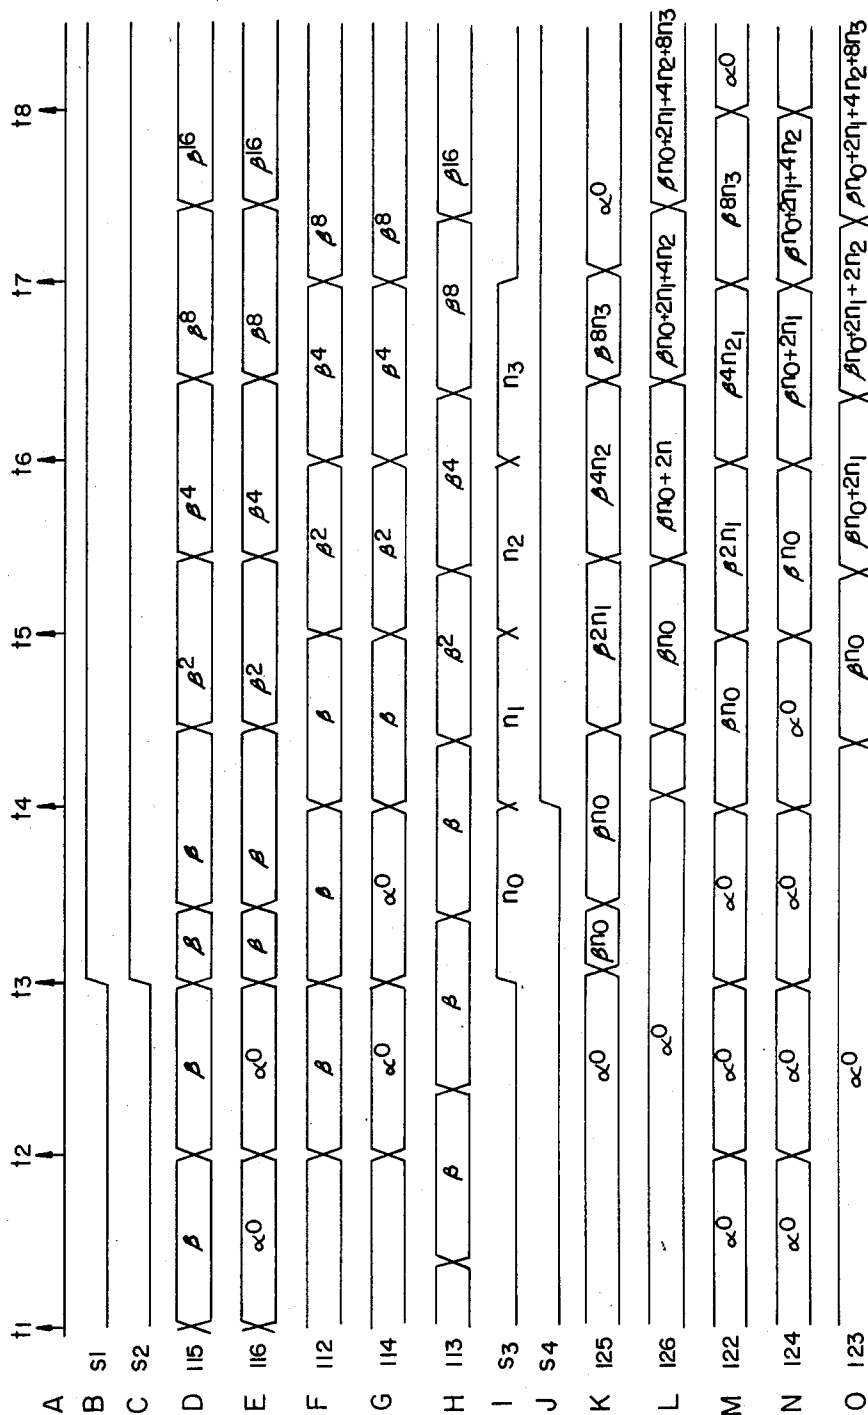 t1 t2 t3 t4 t5 t6 t7 t8
A
B S1
C S2
D 115 β β β β β² β⁴ β⁸ β¹⁶
E 116 α⁰ α⁰ β β β² β⁴ β⁸ β¹⁶
F 112 β β β β² β⁴ β⁸
G 114 α⁰ α⁰ β β² β⁴ β⁸
H 113 β β β β² β⁴ β⁸ β¹⁶
I S3 n₀ n₁ n₂ n₃
J S4
K 125 α⁰ βn₀ βn₀ β2n₁ β4n₂ β8n₃ α⁰
L 126 α⁰ βn₀ βn₀+2n βn₀+2n₁+4n₂ βn₀+2n₁+4n₂+8n₃
M 122 α⁰ α⁰ α⁰ βn₀ β2n₁ β4n₂₁ β8n₃ α⁰
N 124 α⁰ α⁰ α⁰ α⁰ βn₀ βn₀+2n₁ βn₀+2n₁+4n₂
O 123 α⁰ βn₀ βn₀+2n₁ βn₀+2n₁+2n₂ βn₀+2n₁+4n₂+8n₃